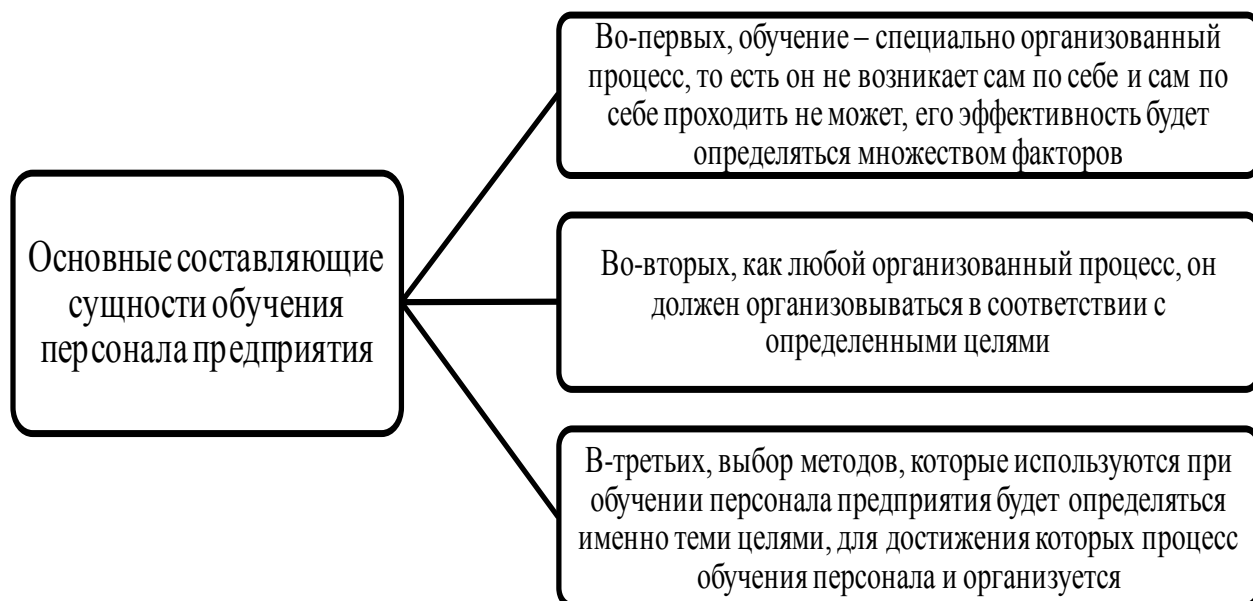 Основные составляющие
сущности обучения
персонала предприятия
Во-первых, обучение – специально организованный
процесс, то есть он не возникает сам по себе и сам по
себе проходить не может, его эффективность будет
определяться множеством факторов
Во-вторых, как любой организованный процесс, он
должен организовываться в соответствии с
определенными целями
В-третьих, выбор методов, которые используются при
обучении персонала предприятия будет определяться
именно теми целями, для достижения которых процесс
обучения персонала и организуется